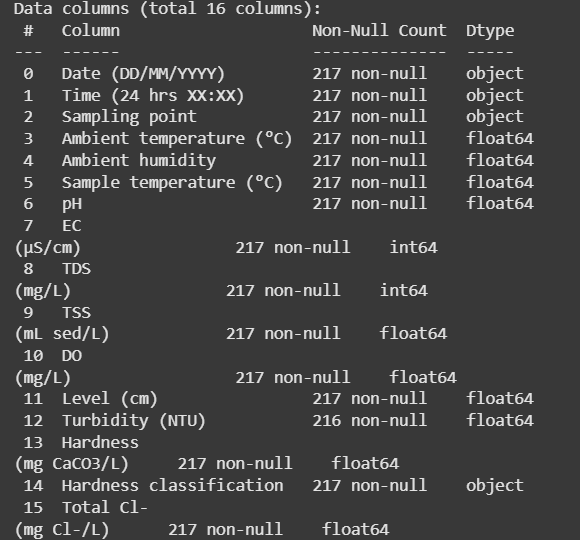 Data columns (total 16 columns):
 #   Column                    Non-Null Count  Dtype
---  ------                    --------------  -----
 0   Date (DD/MM/YYYY)         217 non-null    object
 1   Time (24 hrs XX:XX)       217 non-null    object
 2   Sampling point            217 non-null    object
 3   Ambient temperature (°C)  217 non-null    float64
 4   Ambient humidity          217 non-null    float64
 5   Sample temperature (°C)   217 non-null    float64
 6   pH                        217 non-null    float64
 7   EC
(µS/cm)                217 non-null    int64
 8   TDS
(mg/L)                217 non-null    int64
 9   TSS
(mL sed/L)            217 non-null    float64
 10  DO
(mg/L)                 217 non-null    float64
 11  Level (cm)                217 non-null    float64
 12  Turbidity (NTU)           216 non-null    float64
 13  Hardness
(mg CaCO3/L)     217 non-null    float64
 14  Hardness classification   217 non-null    object
 15  Total Cl-
(mg Cl-/L)      217 non-null    float64